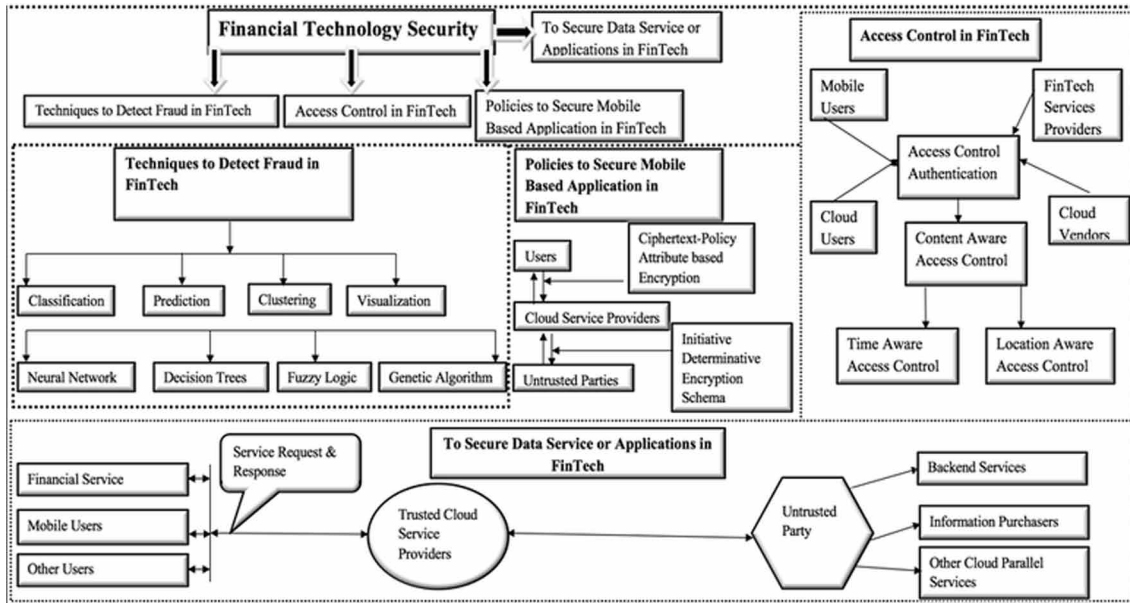 Financial Technology Security
To Secure Data Service or
Applications in FinTech
Techniques to Detect Fraud in FinTech
Access Control in FinTech
Policies to Secure Mobile
Based Application in FinTech
Techniques to Detect Fraud in
FinTech
Classification
Prediction
Clustering
Visualization
Neural Network
Decision Trees
Fuzzy Logic
Genetic Algorithm
Policies to Secure Mobile
Based Application in
FinTech
Users
Ciphertext-Policy
Attribute based
Encryption
Cloud Service Providers
Initiative
Determinative
Encryption
Schema
Untrusted Parties
Access Control in FinTech
Mobile
Users
FinTech
Services
Providers
Access Control
Authentication
Cloud
Users
Cloud
Vendors
Content Aware
Access Control
Time Aware
Access Control
Location Aware
Access Control
To Secure Data Service or Applications in
FinTech
Service Request &
Response
Financial Service
Mobile Users
Other Users
Trusted Cloud
Service
Providers
Untrusted
Party
Backend Services
Information Purchasers
Other Cloud Parallel
Services